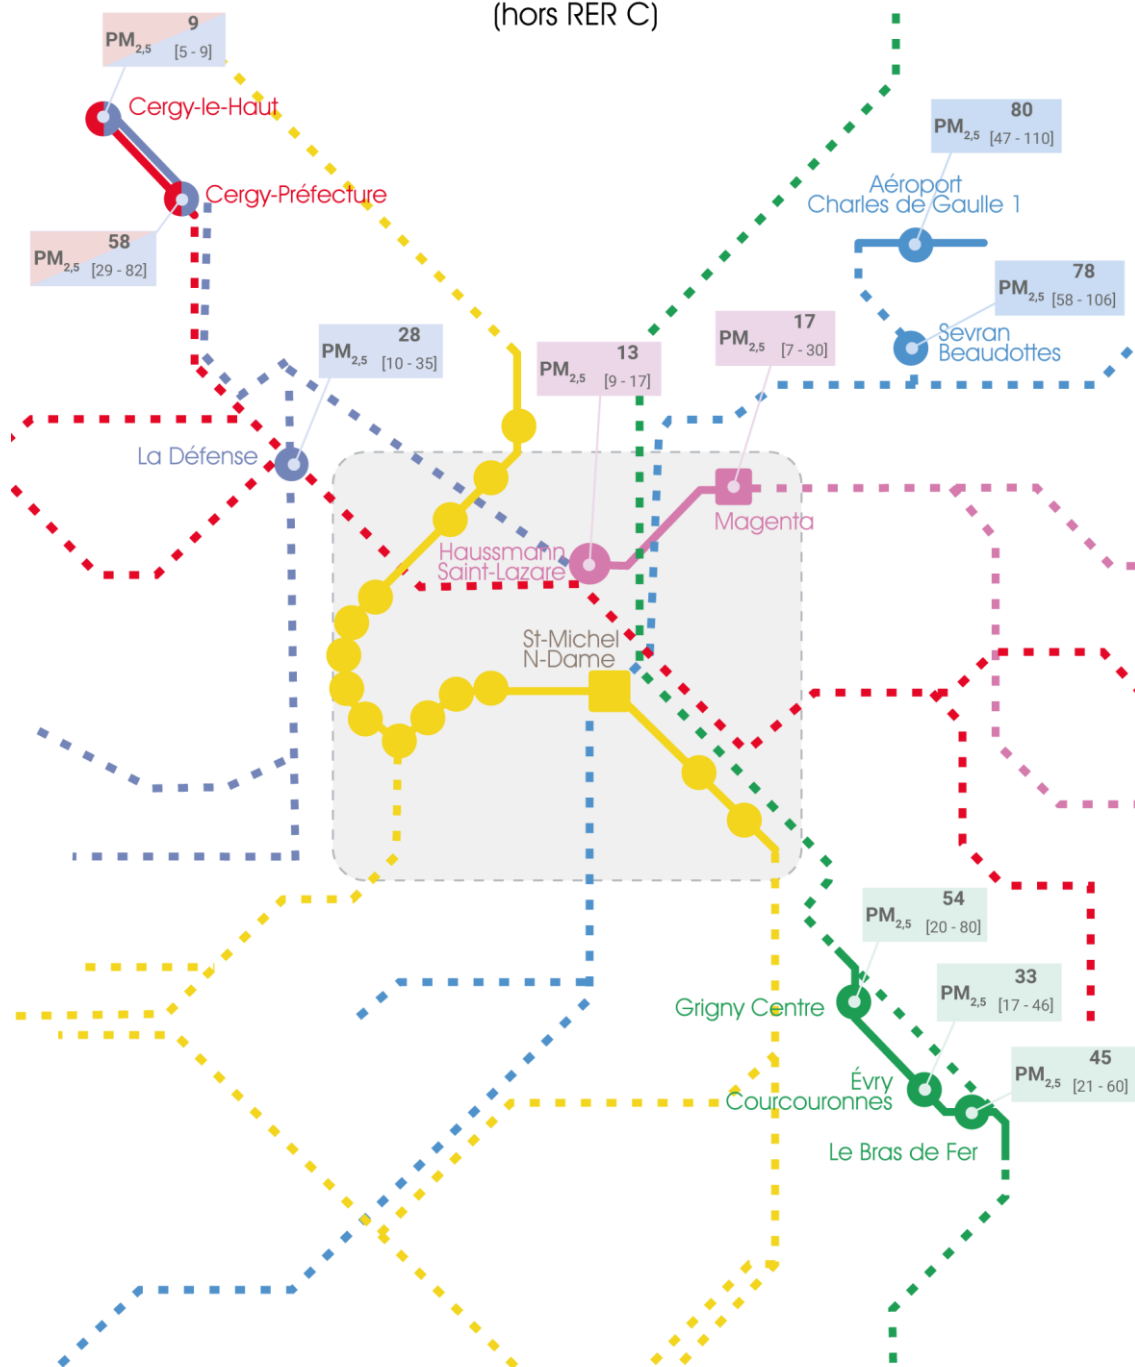 (hors RER C)
9
PM2,5 [5 - 9]
Cergy-le-Haut
80
PM2,5 [47 - 110]
Aéroport
Charles de Gaulle 1
Cergy-Préfecture
58
PM2,5 [29 - 82]
78
PM2,5 [58 - 106]
Sevran
Beaudottes
28
PM2,5 [10 - 35]
17
PM2,5 [7 - 30]
13
PM2,5 [9 - 17]
La Défense
Magenta
Haussmann
Saint-Lazare
St-Michel
N-Dame
54
PM2,5 [20 - 80]
33
PM2,5 [17 - 46]
Grigny Centre
45
PM2,5 [21 - 60]
Évry
Courcouronnes
Le Bras de Fer